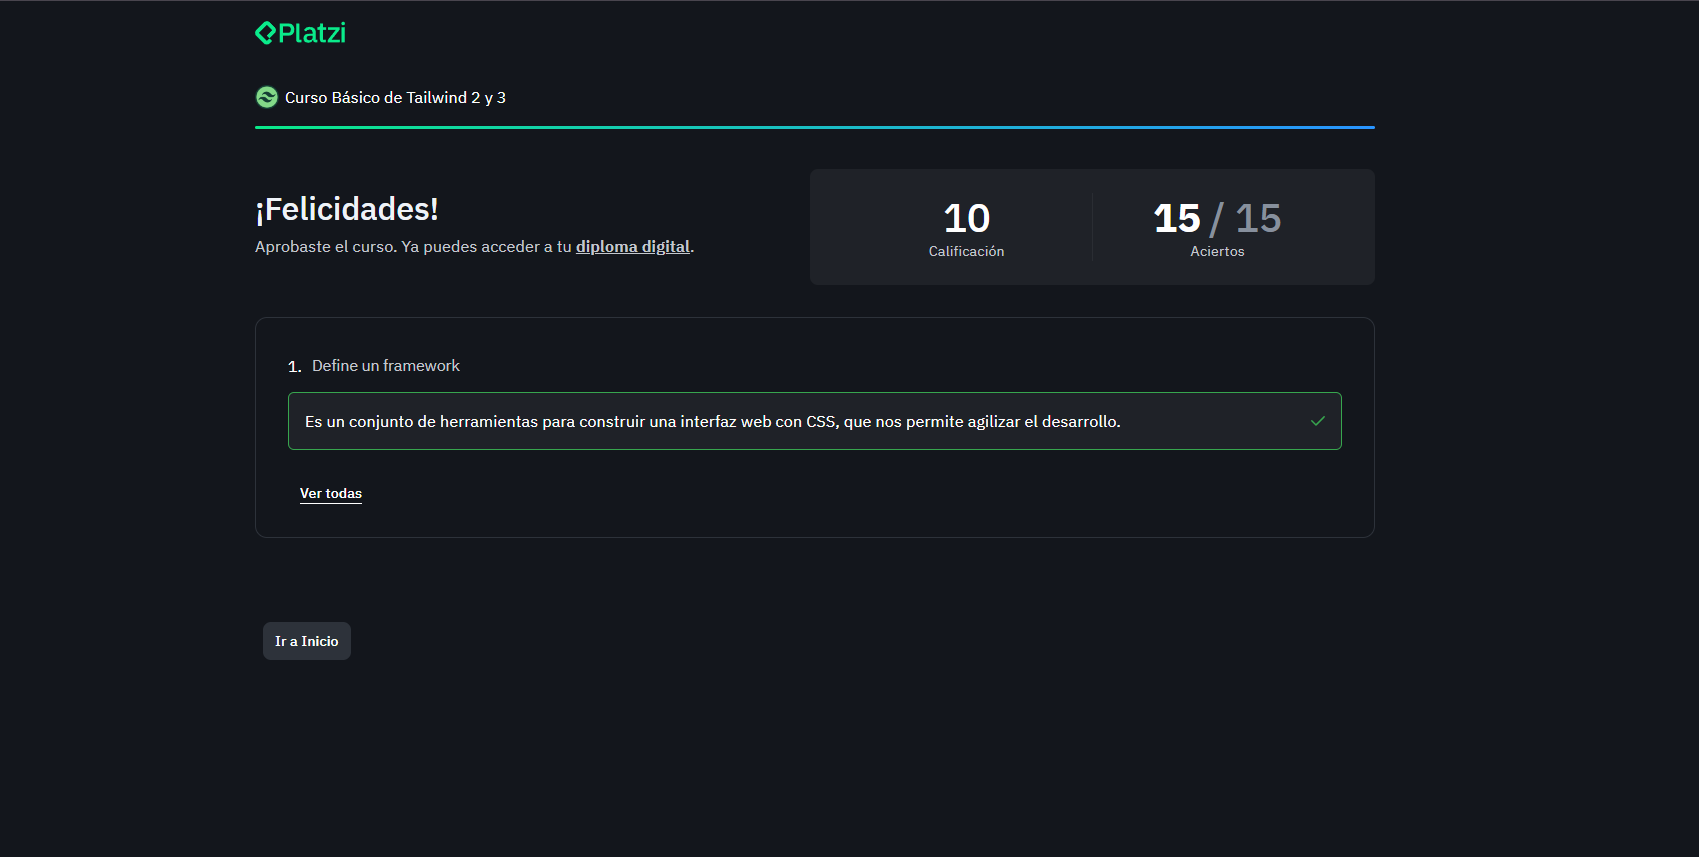 Platzi
Curso Básico de Tailwind 2 y 3
¡Felicidades!
Aprobaste el curso. Ya puedes acceder a tu diploma digital.
10
Calificación
15 / 15
Aciertos
1. Define un framework
Es un conjunto de herramientas para construir una interfaz web con CSS, que nos permite agilizar el desarrollo.
Ver todas
Ir a Inicio